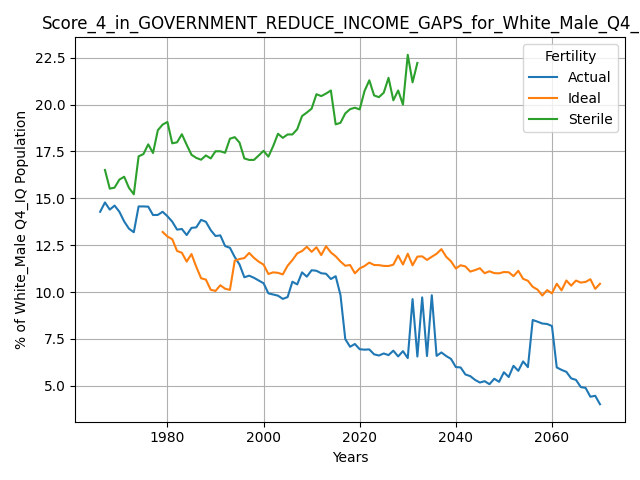 Score_4_in_GOVERNMENT_REDUCE_INCOME_GAPS_for_White_Male_Q4_
Fertility
Actual
Ideal
Sterile
% of White_Male Q4_IQ Population
22.5
20.0
17.5
15.0
12.5
10.0
7.5
5.0
1980
2000
2020
2040
2060
Years